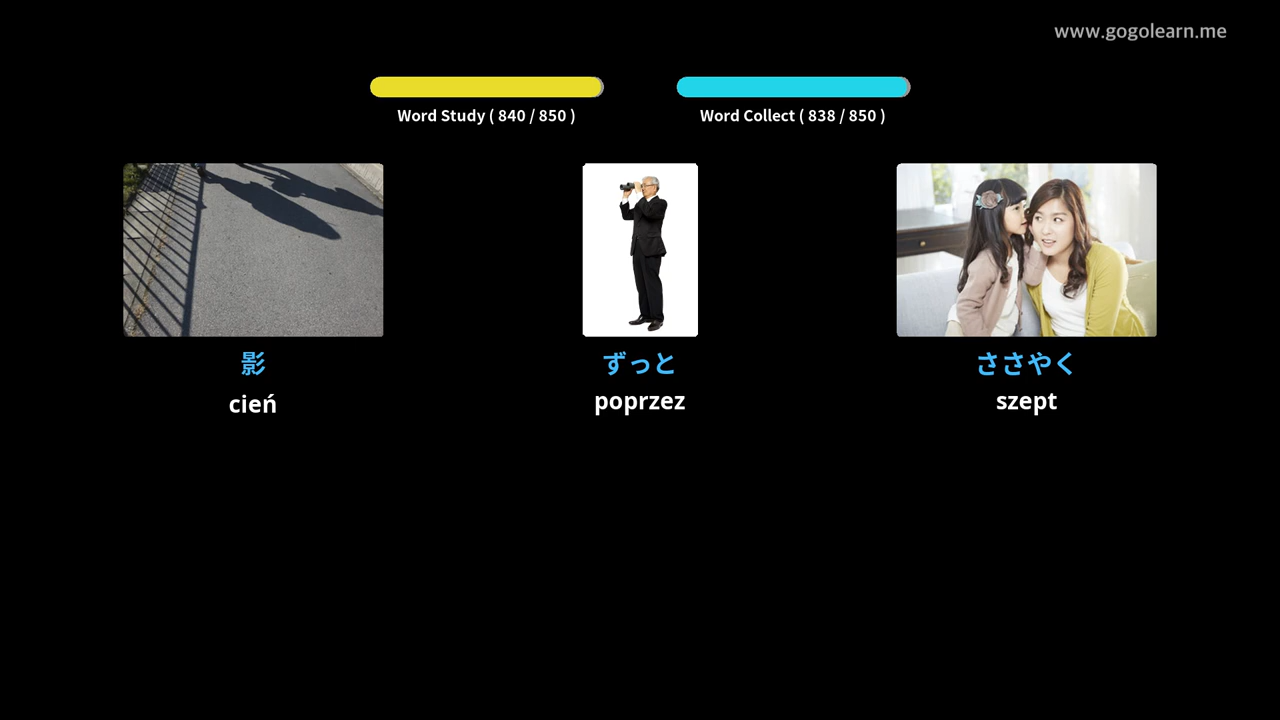 www.gogolearn.me
Word Study ( 840 / 850 )
Word Collect ( 838 / 850 )
影
cień
ずっと
poprzez
ささやく
szept